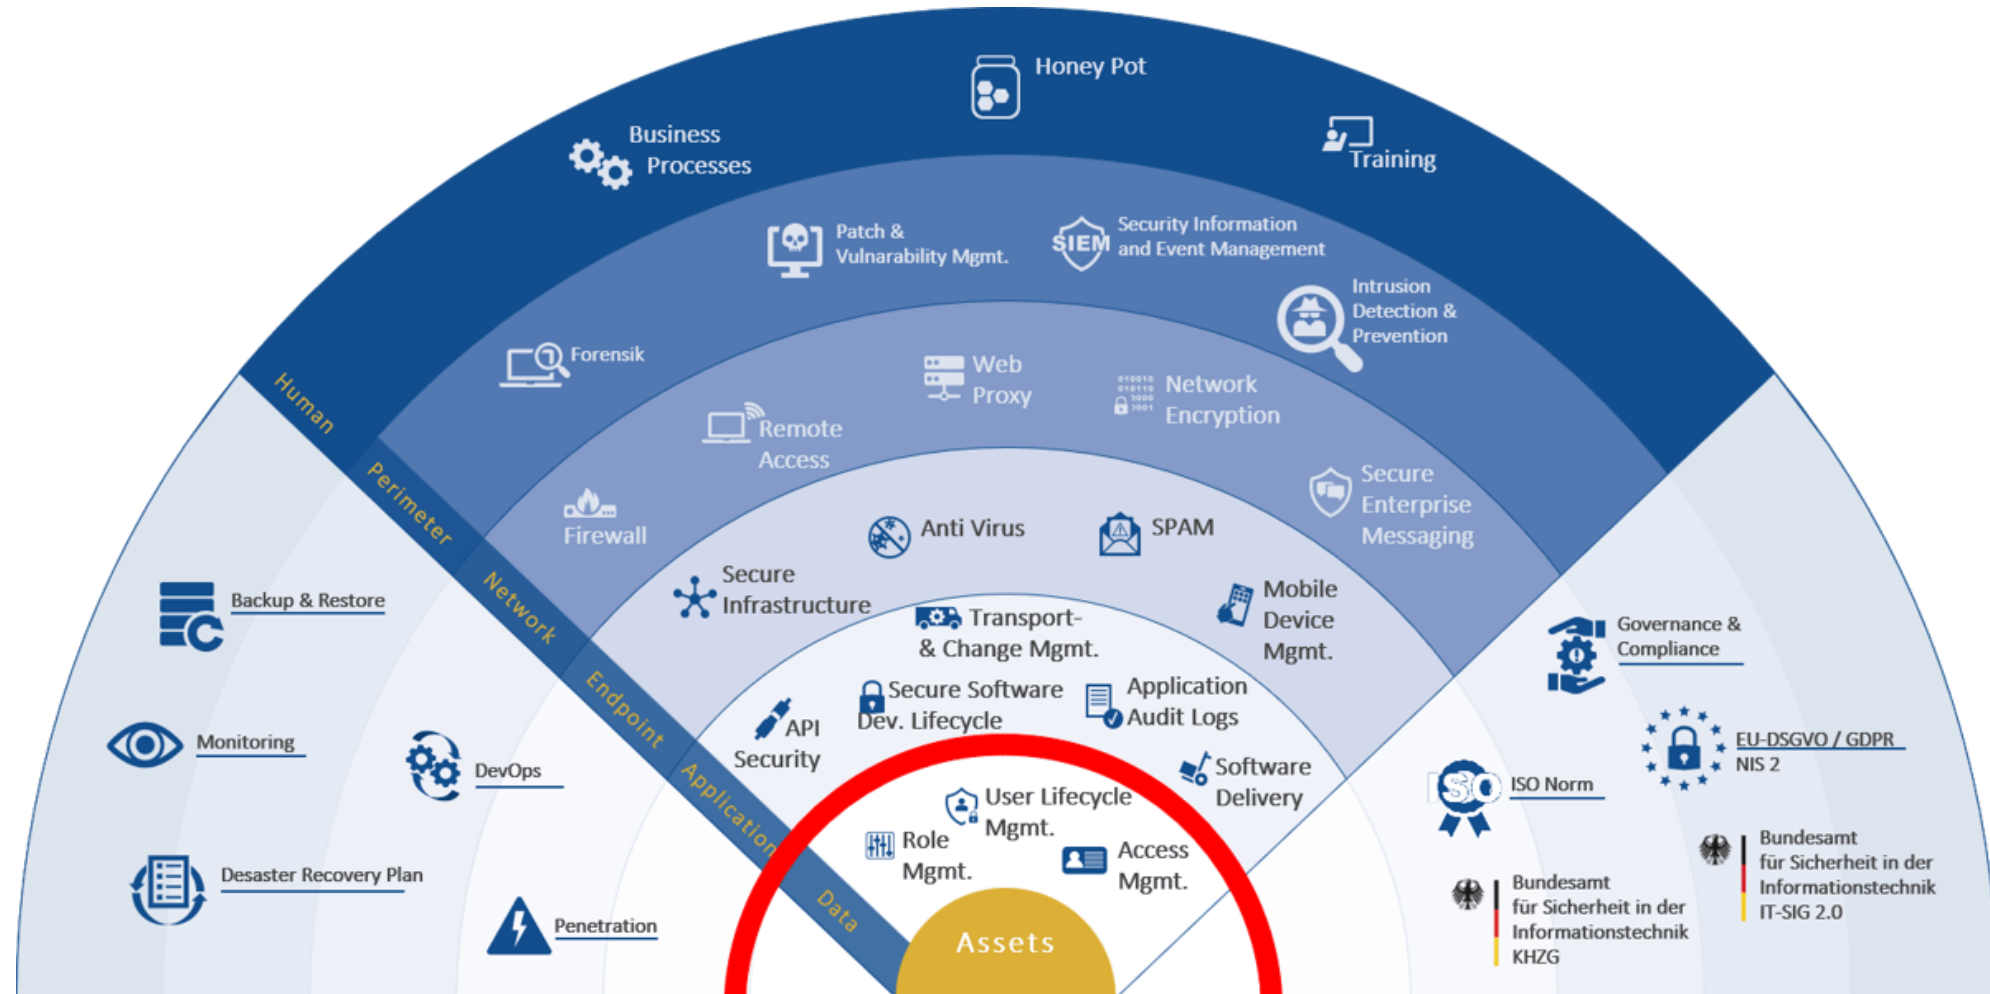 Honey Pot
Business
Processes
Training
Patch &
Vulnarability Mgmt.
SIEM
Security Information
and Event Management
Intrusion
Detection &
Prevention
Forensik
Web
Proxy
010010
010110
Network
Encryption
Remote
Access
Secure
Enterprise
Messaging
Firewall
Anti Virus
SPAM
Secure
Infrastructure
Mobile
Device
Mgmt.
Transport-
& Change Mgmt.
Secure Software
Dev. Lifecycle
Application
Audit Logs
API
Security
Software
Delivery
User Lifecycle
Mgmt.
Role
Mgmt.
Access
Mgmt.
Assets
Human
Perimeter
Network
Endpoint
Application
Data
Backup & Restore
Monitoring
DevOps
Desaster Recovery Plan
Penetration
Governance &
Compliance
EU-DSGVO / GDPR
NIS 2
ISO
ISO Norm
Bundesamt
für Sicherheit in der
Informationstechnik
IT-SIG 2.0
Bundesamt
für Sicherheit in der
Informationstechnik
KHZG